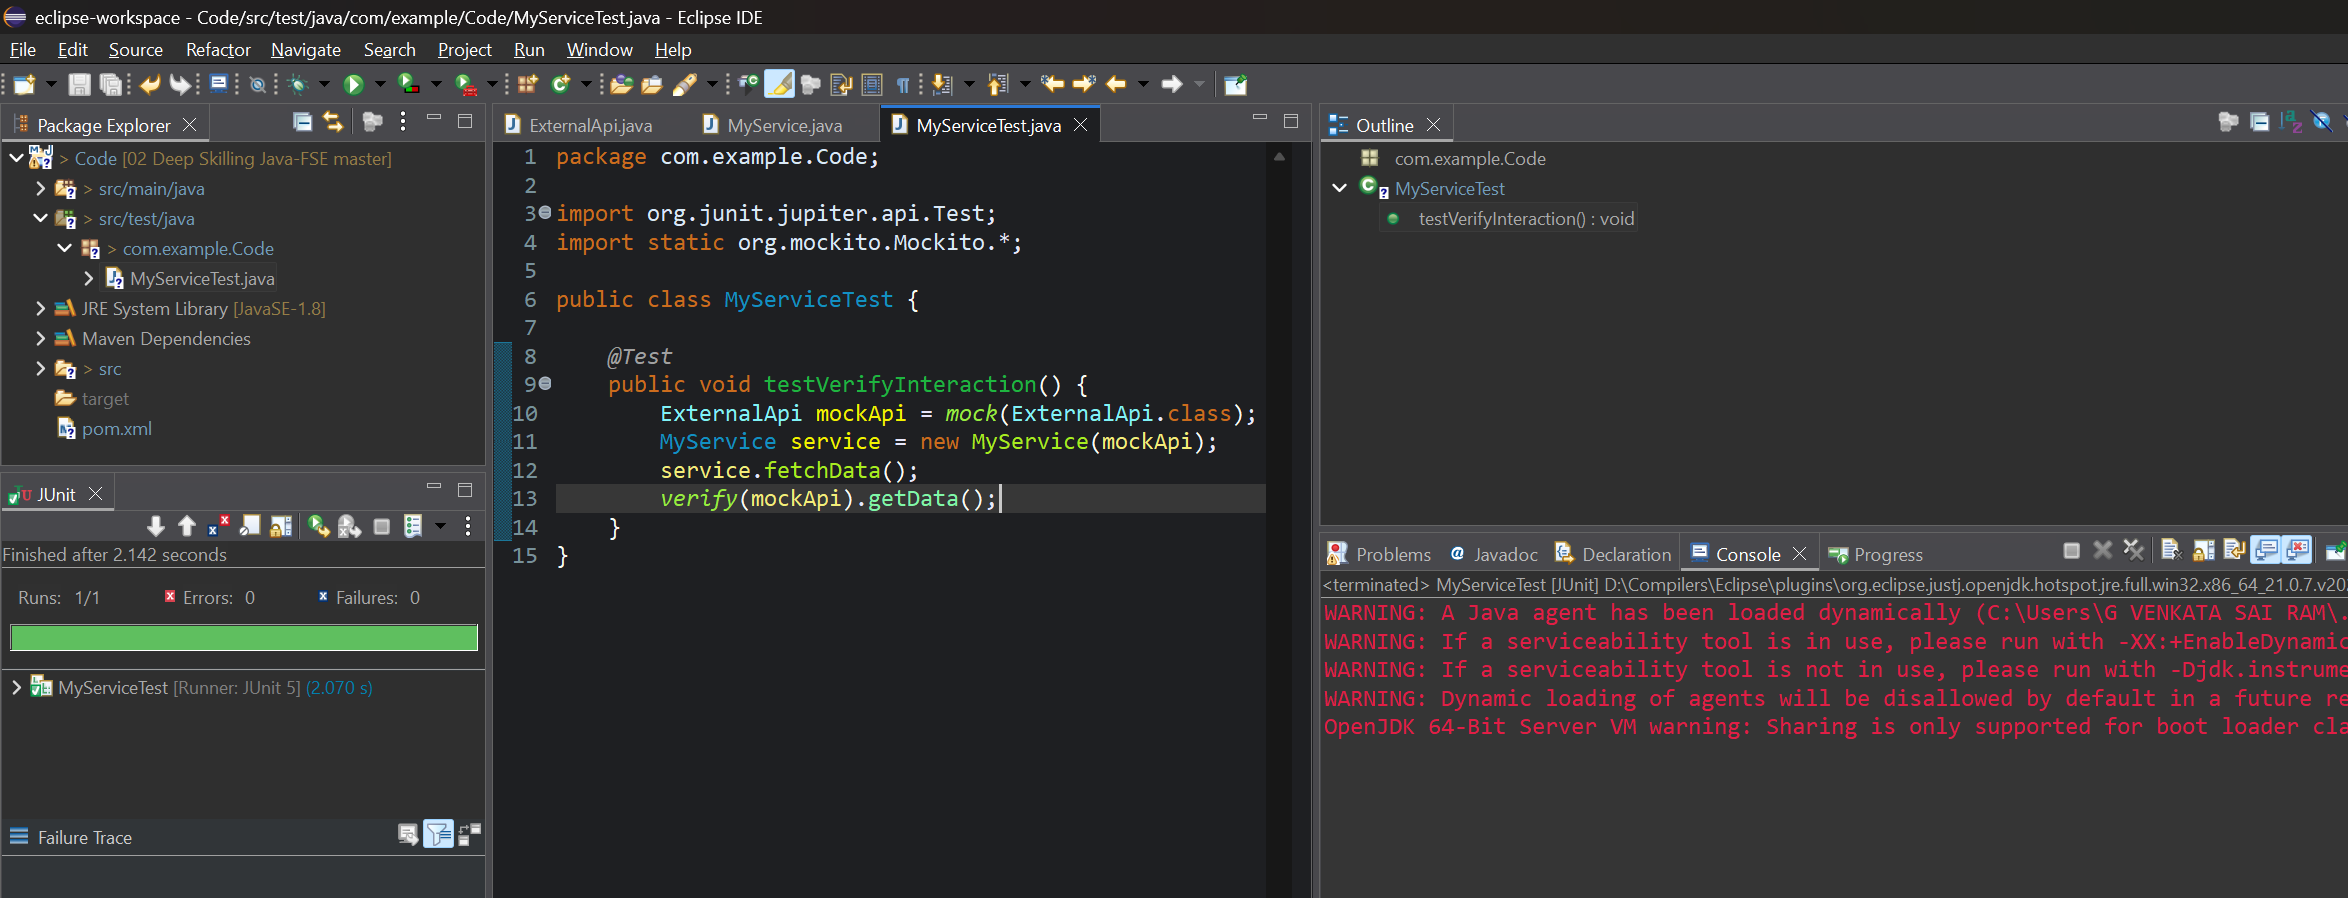 eclipse-workspace - Code/src/test/java/com/example/Code/MyServiceTest.java - Eclipse IDE
File Edit Source Refactor Navigate Search Project Run Window Help
Package Explorer
> Code [02 Deep Skilling Java-FSE master]
> src/main/java
> src/test/java
> com.example.Code
MyServiceTest.java
JRE System Library [JavaSE-1.8]
Maven Dependencies
> src
target
pom.xml
JUnit
Finished after 2.142 seconds
Runs: 1/1 Errors: 0 Failures: 0
MyServiceTest [Runner: JUnit 5] (2.070 s)
Failure Trace
ExternalApi.java MyService.java MyServiceTest.java
1 package com.example.Code;
2
3 import org.junit.jupiter.api.Test;
4 import static org.mockito.Mockito.*;
5
6 public class MyServiceTest {
7
8 @Test
9 public void testVerifyInteraction() {
10 ExternalApi mockApi = mock(ExternalApi.class);
11 MyService service = new MyService(mockApi);
12 service.fetchData();
13 verify(mockApi).getData();
14 }
15 }
Outline
com.example.Code
MyServiceTest
testVerifyInteraction() : void
Problems @ Javadoc Declaration Console Progress
<terminated> MyServiceTest [JUnit] D:\Compilers\Eclipse\plugins\org.eclipse.justj.openjdk.hotspot.jre.full.win32.x86_64_21.0.7.v202
WARNING: A Java agent has been loaded dynamically (C:\Users\G VENKATA SAI RAM\.
WARNING: If a serviceability tool is in use, please run with -XX:+EnableDynamic
WARNING: If a serviceability tool is not in use, please run with -Djdk.instrume
WARNING: Dynamic loading of agents will be disallowed by default in a future re
OpenJDK 64-Bit Server VM warning: Sharing is only supported for boot loader cla